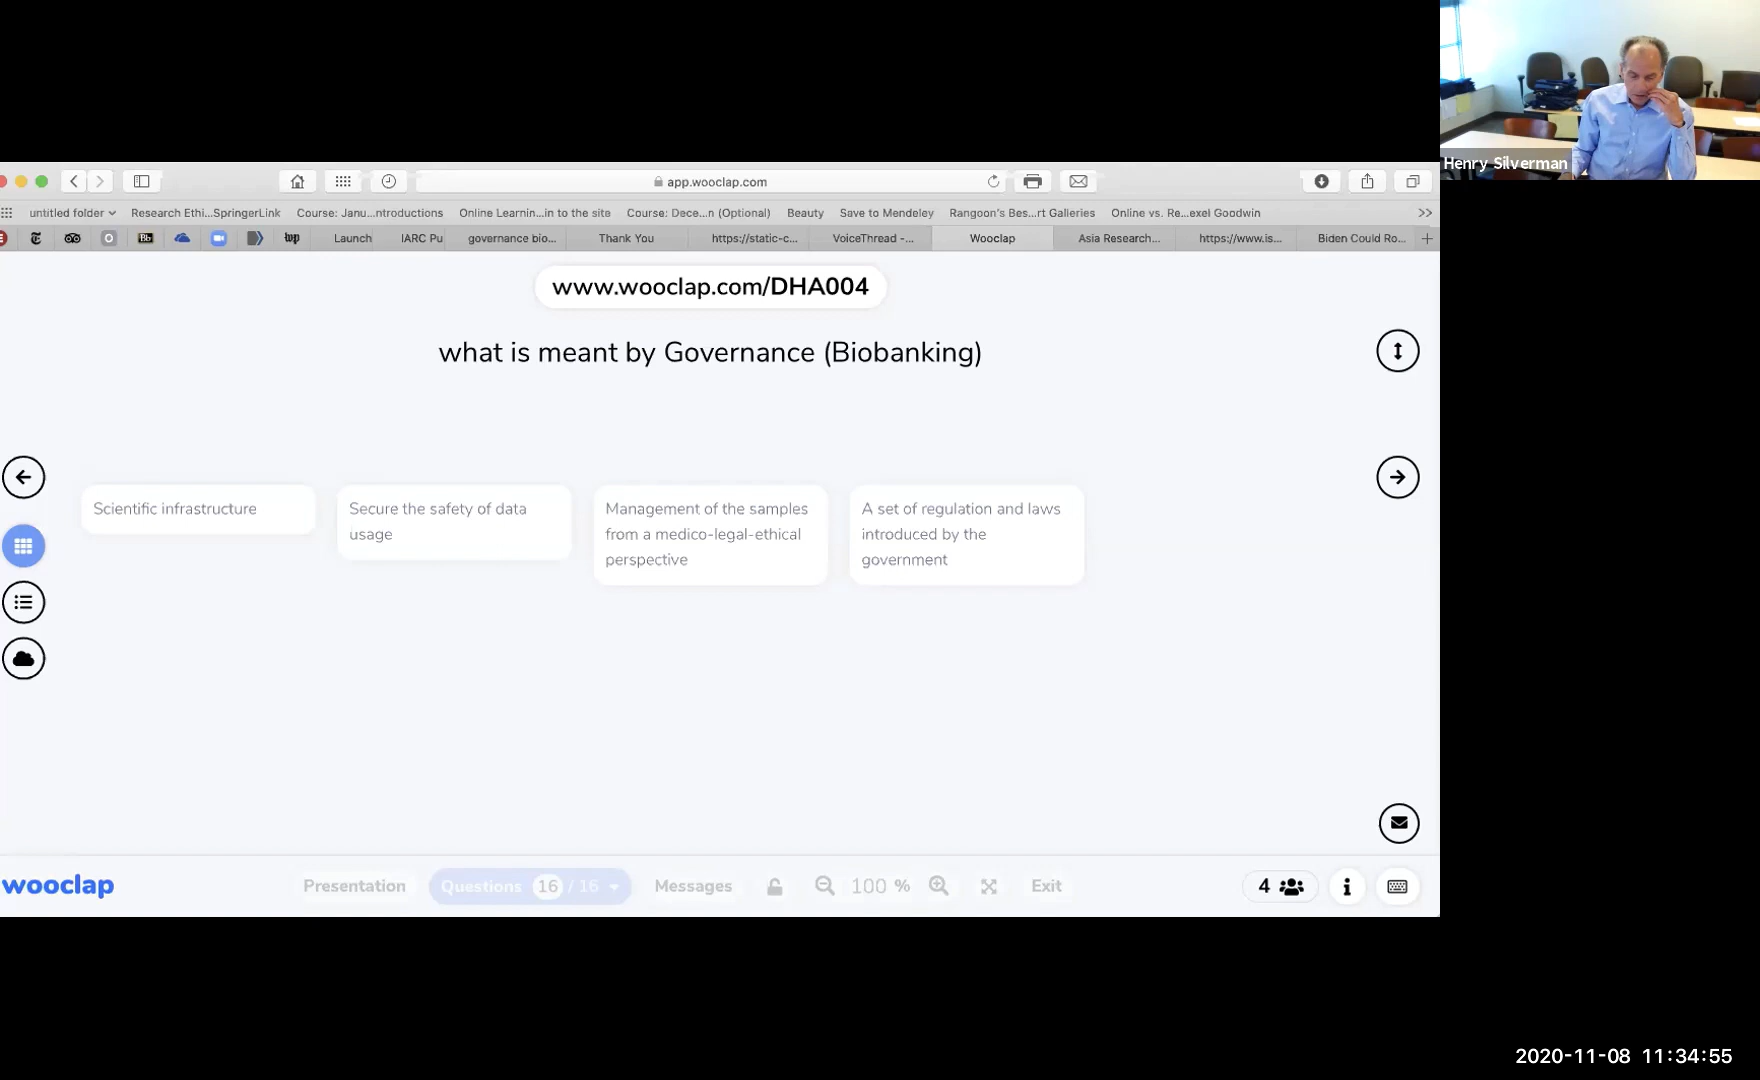 Henry Silverman
app.wooclap.com
untitled folder Research Ethi...SpringerLink Course: Janu...ntroductions Online Learnin...in to the site Course: Dece...n (Optional) Beauty Save to Mendeley Rangoon's Bes...rt Galleries Online vs. Re...exel Goodwin >>
Bb wp Launch IARC Pu governance bio... Thank You https://static-c... VoiceThread -... Wooclap Asia Research... https://www.is... Biden Could Ro... +
www.wooclap.com/DHA004
what is meant by Governance (Biobanking)
Scientific infrastructure
Secure the safety of data
usage
Management of the samples
from a medico-legal-ethical
perspective
A set of regulation and laws
introduced by the
government
wooclap Presentation Questions 16 / 16 Messages 100 % Exit 4
2020-11-08 11:34:55